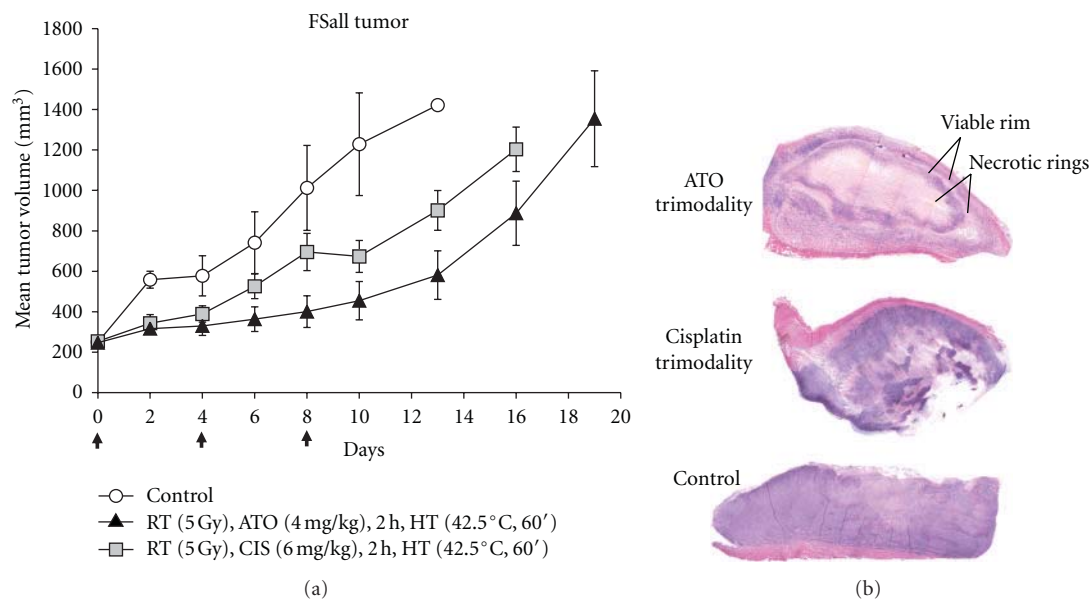 FSall tumor
Mean tumor volume (mm³)
1800
1600
1400
1200
1000
800
600
400
200
0
0 2 4 6 8 10 12 14 16 18 20
Days
Control
RT (5 Gy), ATO (4 mg/kg), 2 h, HT (42.5°C, 60′)
RT (5 Gy), CIS (6 mg/kg), 2 h, HT (42.5°C, 60′)
(a)
Viable rim
Necrotic rings
ATO
trimodality
Cisplatin
trimodality
Control
(b)